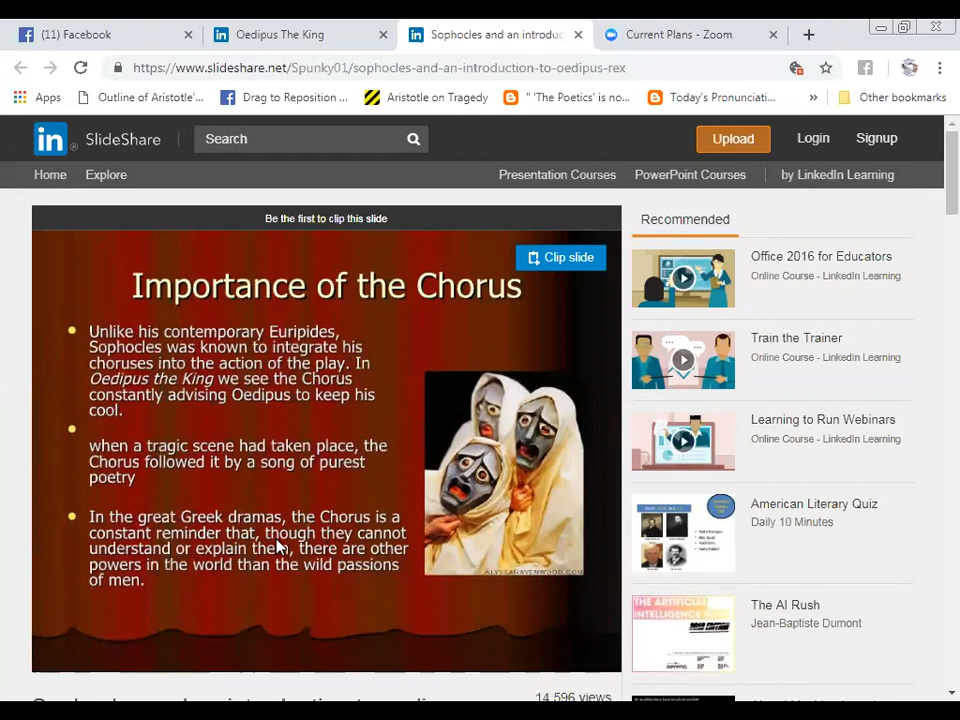 (11) Facebook
Oedipus The King
Sophocles and an introduc
Current Plans - Zoom
https://www.slideshare.net/Spunky01/sophocles-and-an-introduction-to-oedipus-rex
Apps
Outline of Aristotle'...
Drag to Reposition ...
Aristotle on Tragedy
" 'The Poetics' is no...
Today's Pronunciati...
»
Other bookmarks
in
SlideShare
Search
Upload
Login
Signup
Home
Explore
Presentation Courses
PowerPoint Courses
by LinkedIn Learning
Be the first to clip this slide
Clip slide
Importance of the Chorus
Unlike his contemporary Euripides,
Sophocles was known to integrate his
choruses into the action of the play. In
Oedipus the King we see the Chorus
constantly advising Oedipus to keep his
cool.
when a tragic scene had taken place, the
Chorus followed it by a song of purest
poetry
In the great Greek dramas, the Chorus is a
constant reminder that, though they cannot
understand or explain them, there are other
powers in the world than the wild passions
of men.
ALYSSARAVENWOOD.COM
14,596 views
Recommended
Office 2016 for Educators
Online Course - LinkedIn Learning
Train the Trainer
Online Course - LinkedIn Learning
Learning to Run Webinars
Online Course - LinkedIn Learning
American Literary Quiz
Daily 10 Minutes
THE ARTIFICIAL
The AI Rush
Jean-Baptiste Dumont